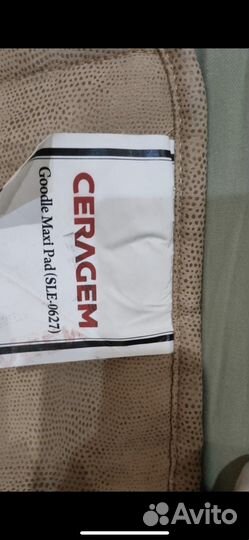 CERAGEM
Goodle Maxi Pad (SLE-0627)
Avito